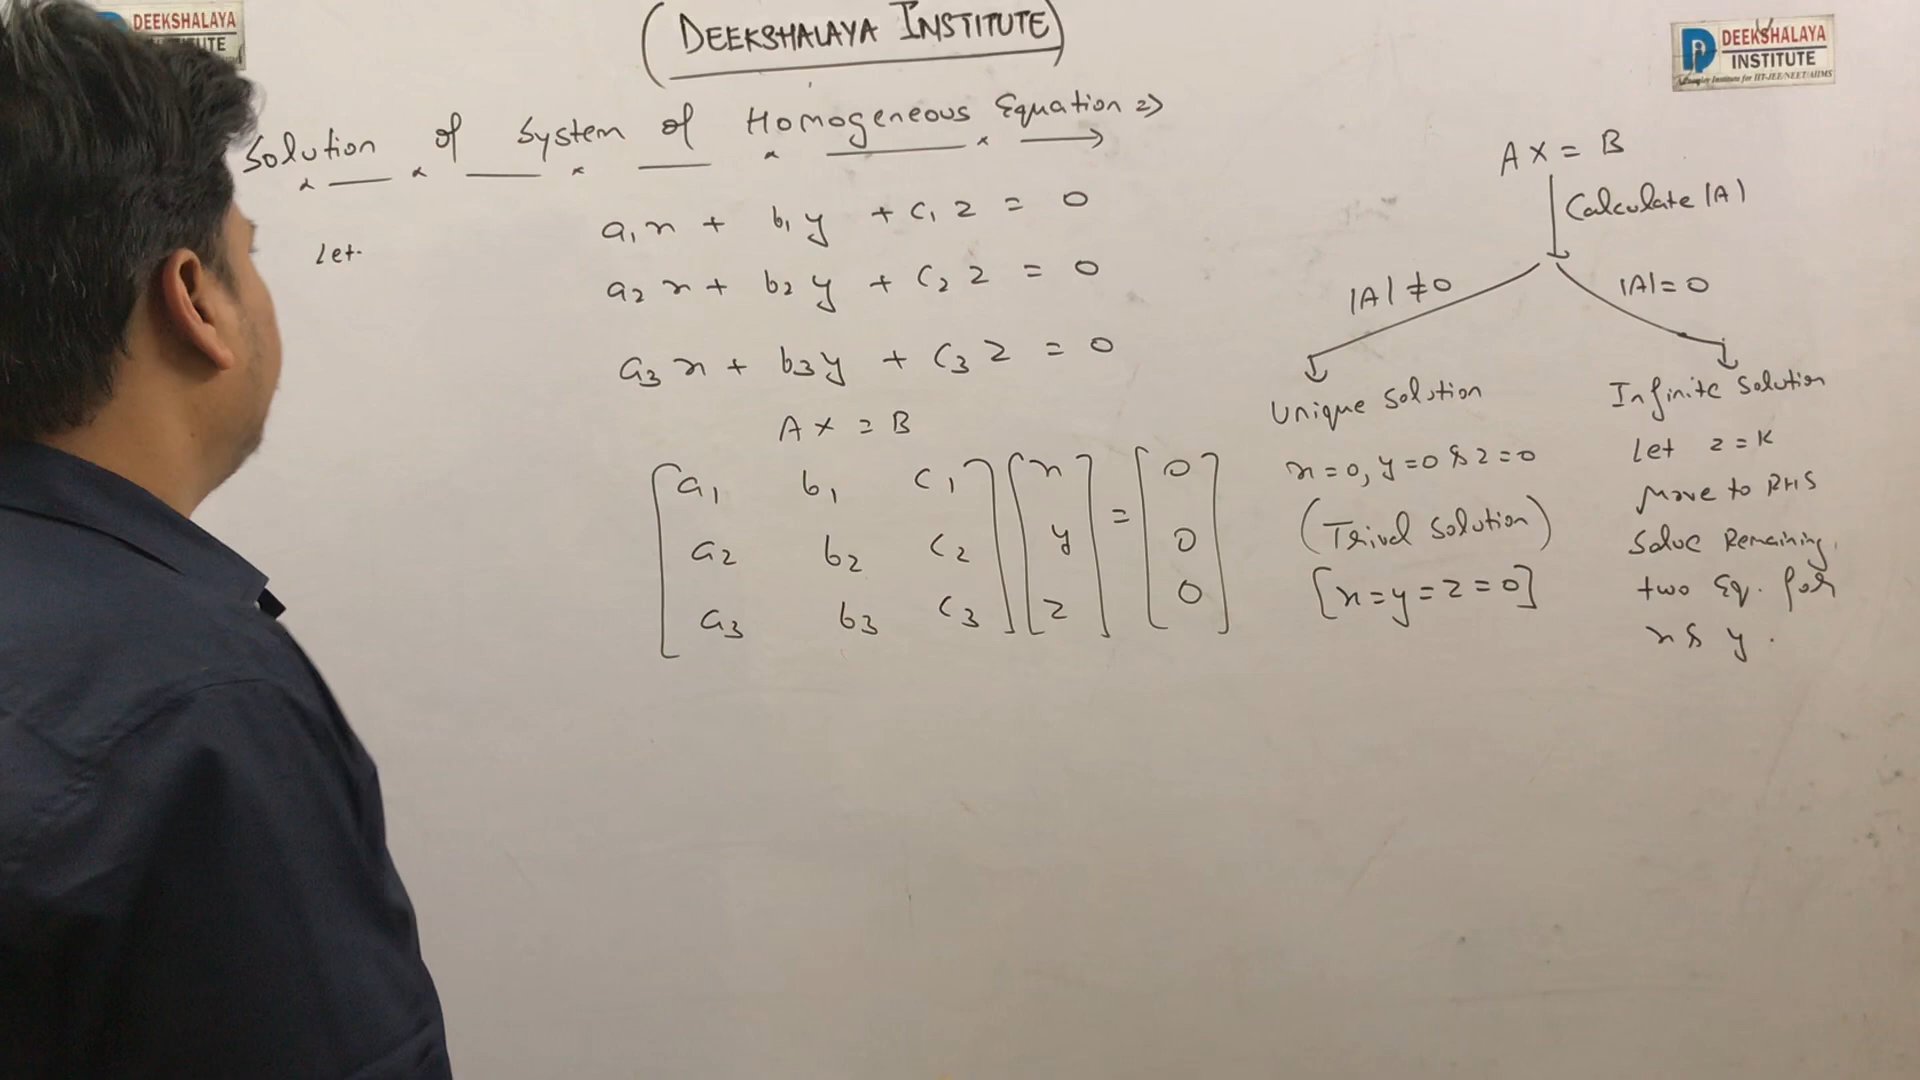 DEEKSHALAYA
(DEEKSHALAYA INSTITUTE)
DEEKSHALAYA
INSTITUTE
Solution of System of Homogeneous Equation =>
Let.
a₁x + b₁y + c₁z = 0
a₂x + b₂y + c₂z = 0
a₃x + b₃y + c₃z = 0
AX = B
[a₁ b₁ c₁] [x] = [0]
[a₂ b₂ c₂] [y] [0]
[a₃ b₃ c₃] [z] [0]
AX = B
Calculate |A|
|A| ≠ 0
Unique Solution
x=0, y=0 & z=0
(Trival Solution)
[x=y=z=0]
|A| = 0
Infinite Solution
Let z = K
Move to RHS
Solve Remaining
two Eq. for
x & y.